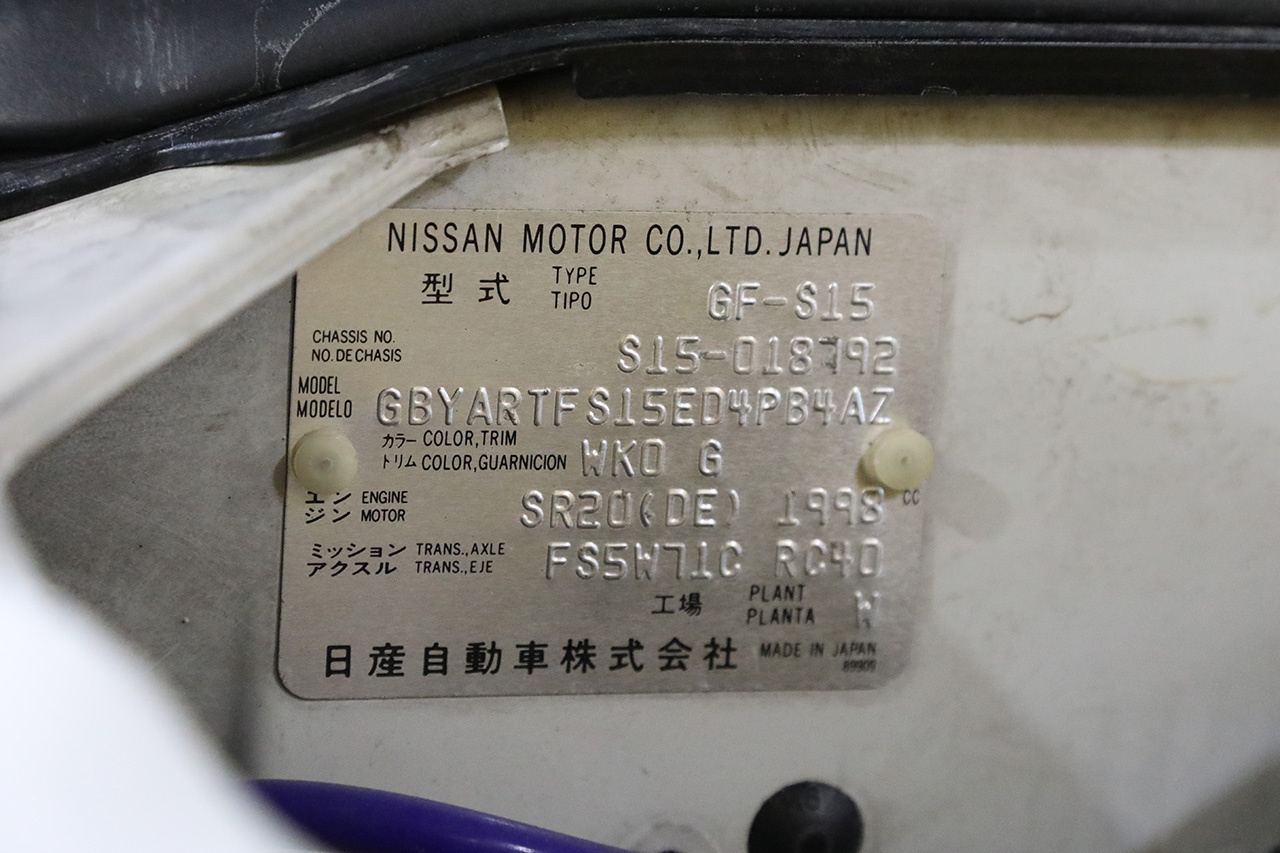 NISSAN MOTOR CO.,LTD. JAPAN
型式 TYPE TIPO GF-S15
CHASSIS NO. NO. DE CHASIS S15-018792
MODEL MODELO GBYARTFS15ED4PB4AZ
カラー COLOR,TRIM トリム COLOR,GUARNICION WK0 G
エンジン ENGINE MOTOR SR20(DE) 1998 CC
ミッション TRANS.,AXLE アクスル TRANS.,EJE FS5W71C RC40
工場 PLANT PLANTA W
日産自動車株式会社 MADE IN JAPAN